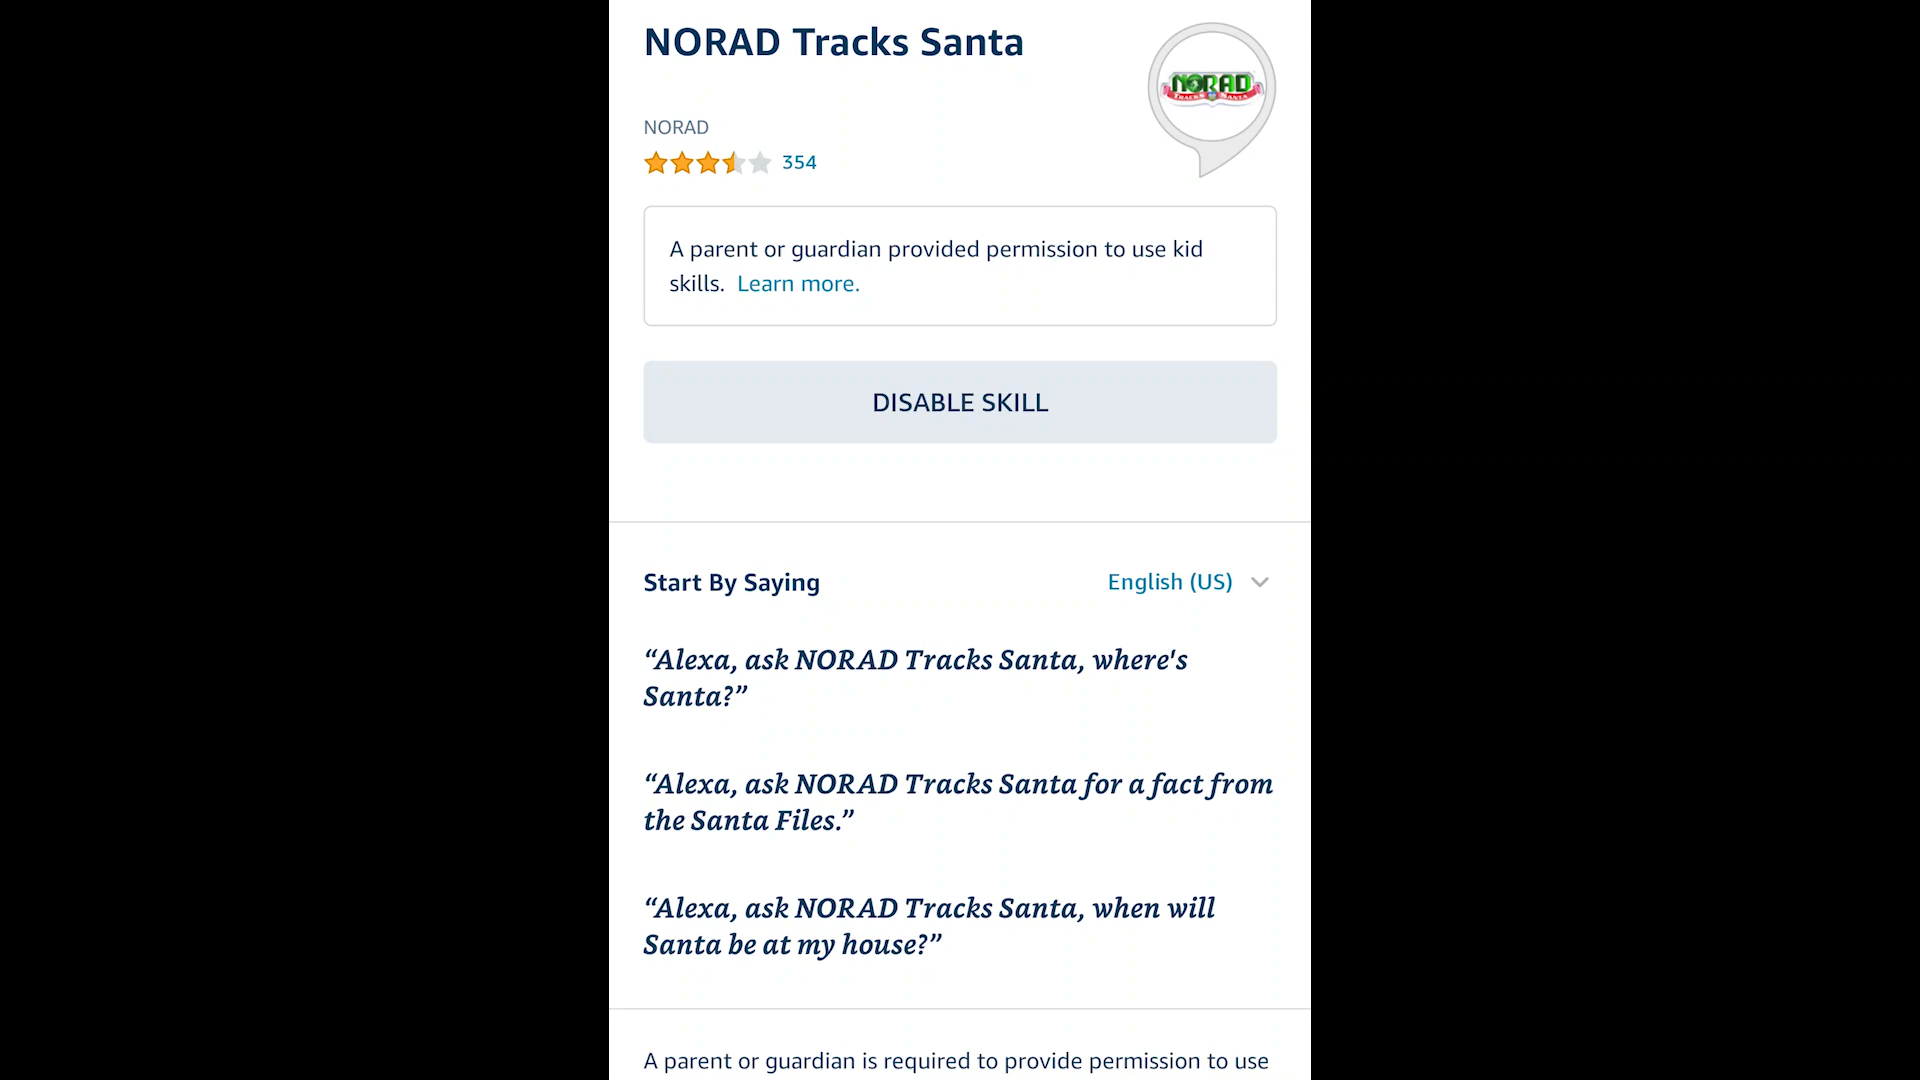 NORAD Tracks Santa
NORAD
TRACKS SANTA
NORAD
354
A parent or guardian provided permission to use kid
skills. Learn more.
DISABLE SKILL
Start By Saying
English (US)
“Alexa, ask NORAD Tracks Santa, where's
Santa?”
“Alexa, ask NORAD Tracks Santa for a fact from
the Santa Files.”
“Alexa, ask NORAD Tracks Santa, when will
Santa be at my house?”
A parent or guardian is required to provide permission to use